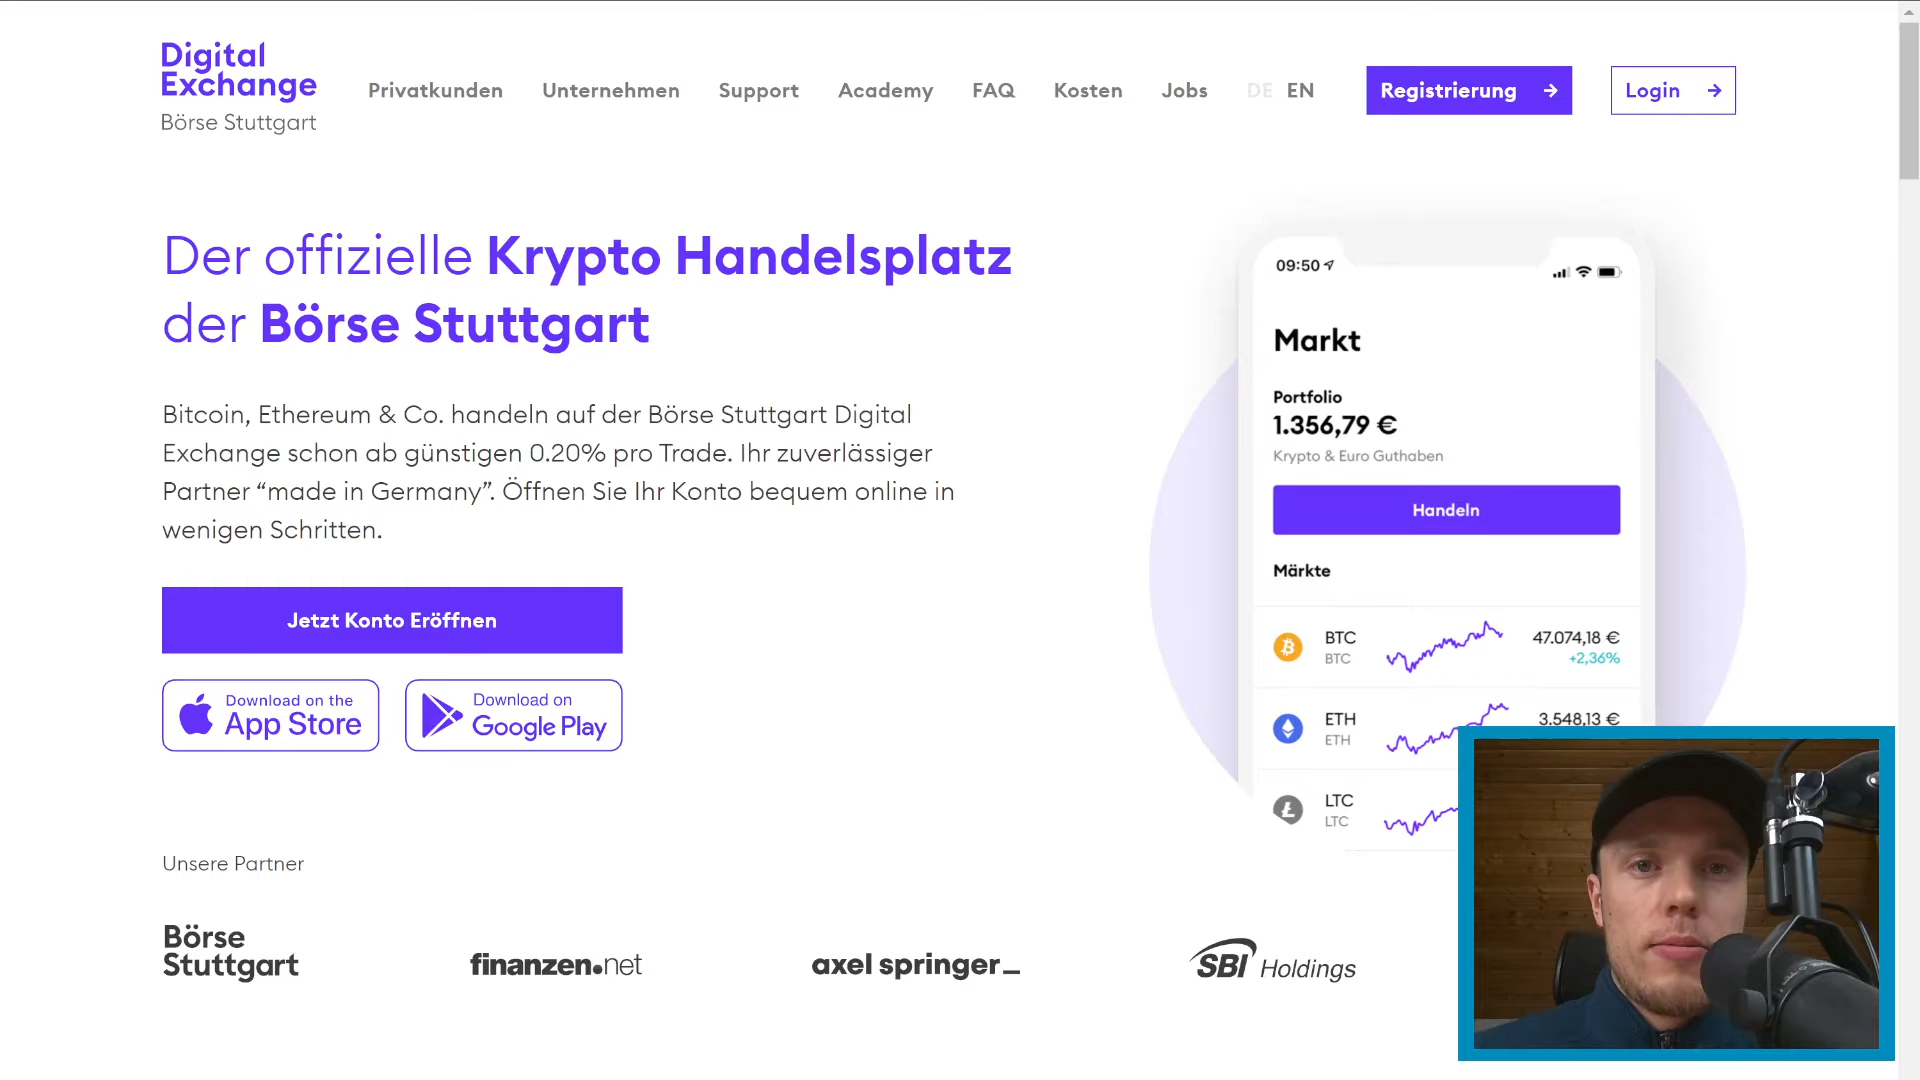 Digital
Exchange
Börse Stuttgart
Privatkunden Unternehmen Support Academy FAQ Kosten Jobs DE EN Registrierung Login
Der offizielle Krypto Handelsplatz
der Börse Stuttgart
Bitcoin, Ethereum & Co. handeln auf der Börse Stuttgart Digital
Exchange schon ab günstigen 0.20% pro Trade. Ihr zuverlässiger
Partner “made in Germany”. Öffnen Sie Ihr Konto bequem online in
wenigen Schritten.
Jetzt Konto Eröffnen
Download on the
App Store
Download on
Google Play
09:50
Markt
Portfolio
1.356,79 €
Krypto & Euro Guthaben
Handeln
Märkte
BTC 47.074,18 €
BTC +2,36%
ETH 3.548,13 €
ETH
LTC
LTC
Unsere Partner
Börse
Stuttgart
finanzen.net
axel springer_
SBI Holdings